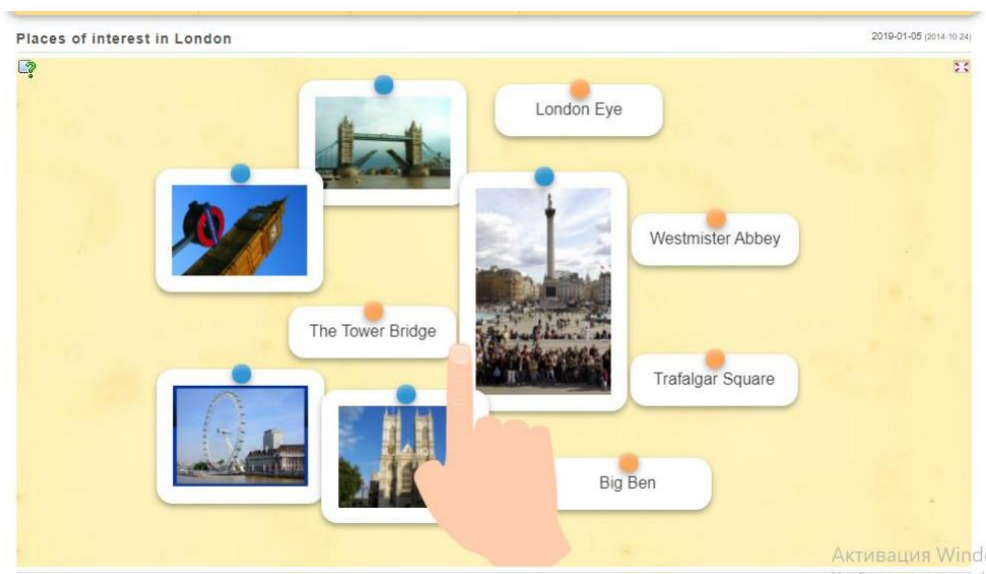 Places of interest in London
2019-01-05 (2014-10-24)
London Eye
Westmister Abbey
The Tower Bridge
Trafalgar Square
Big Ben
Активация Wind